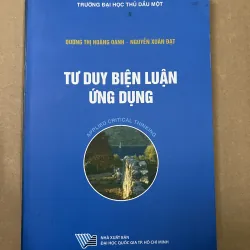 TRƯỜNG ĐẠI HỌC THỦ DẦU MỘT
DƯƠNG THỊ HOÀNG OANH - NGUYỄN XUÂN ĐẠT
TƯ DUY BIỆN LUẬN
ỨNG DỤNG
APPLIED CRITICAL THINKING
NHÀ XUẤT BẢN
ĐẠI HỌC QUỐC GIA TP. HỒ CHÍ MINH